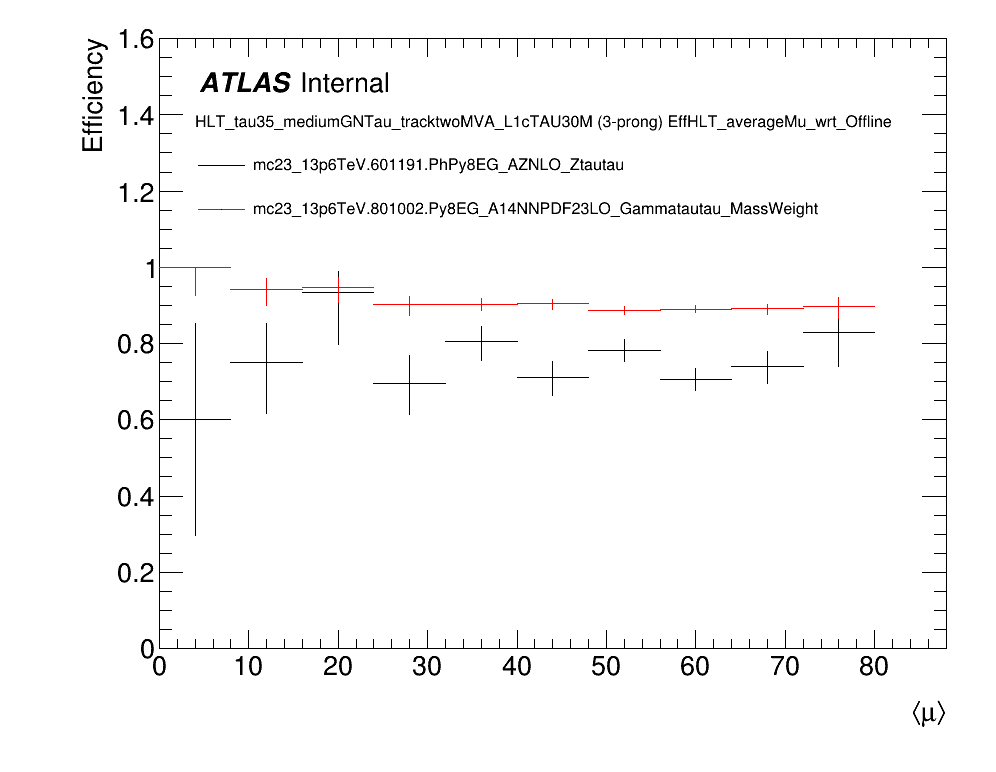 1.6
1.4
1.2
1
0.8
0.6
0.4
0.2
0
Efficiency
ATLAS Internal
HLT_tau35_mediumGNTau_tracktwoMVA_L1cTAU30M (3-prong) EffHLT_averageMu_wrt_Offline
mc23_13p6TeV.601191.PhPy8EG_AZNLO_Ztautau
mc23_13p6TeV.801002.Py8EG_A14NNPDF23LO_Gammatautau_MassWeight
0 10 20 30 40 50 60 70 80
⟨μ⟩